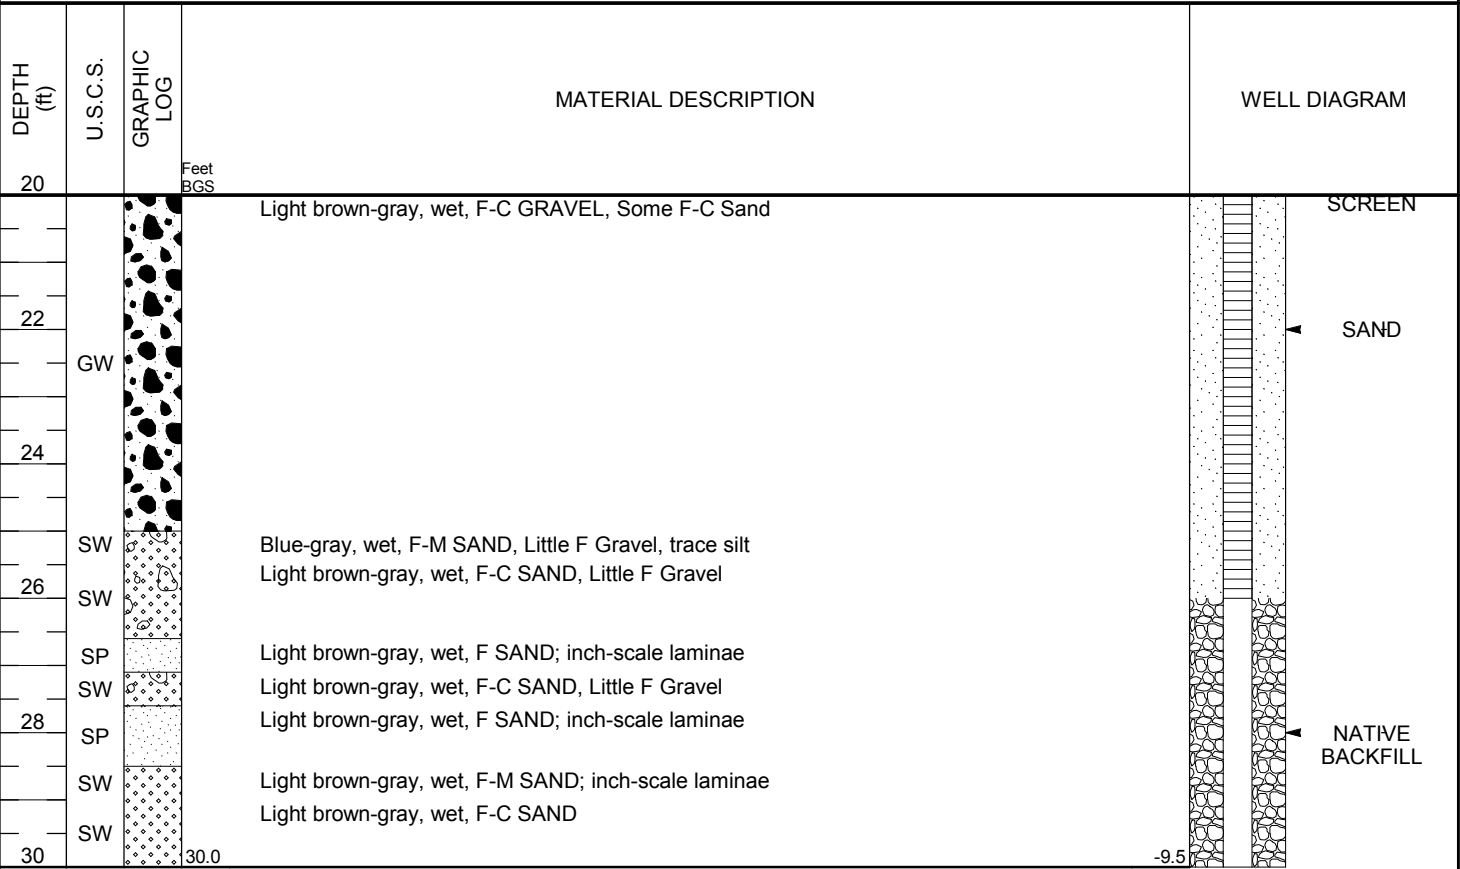 DEPTH
(ft)
U.S.C.S.
GRAPHIC
LOG
MATERIAL DESCRIPTION
WELL DIAGRAM
20
Feet
BGS
Light brown-gray, wet, F-C GRAVEL, Some F-C Sand
SCREEN
22
SAND
GW
24
SW
Blue-gray, wet, F-M SAND, Little F Gravel, trace silt
Light brown-gray, wet, F-C SAND, Little F Gravel
26
SW
SP
Light brown-gray, wet, F SAND; inch-scale laminae
SW
Light brown-gray, wet, F-C SAND, Little F Gravel
28
Light brown-gray, wet, F SAND; inch-scale laminae
SP
NATIVE
BACKFILL
SW
Light brown-gray, wet, F-M SAND; inch-scale laminae
Light brown-gray, wet, F-C SAND
SW
30
30.0
-9.5